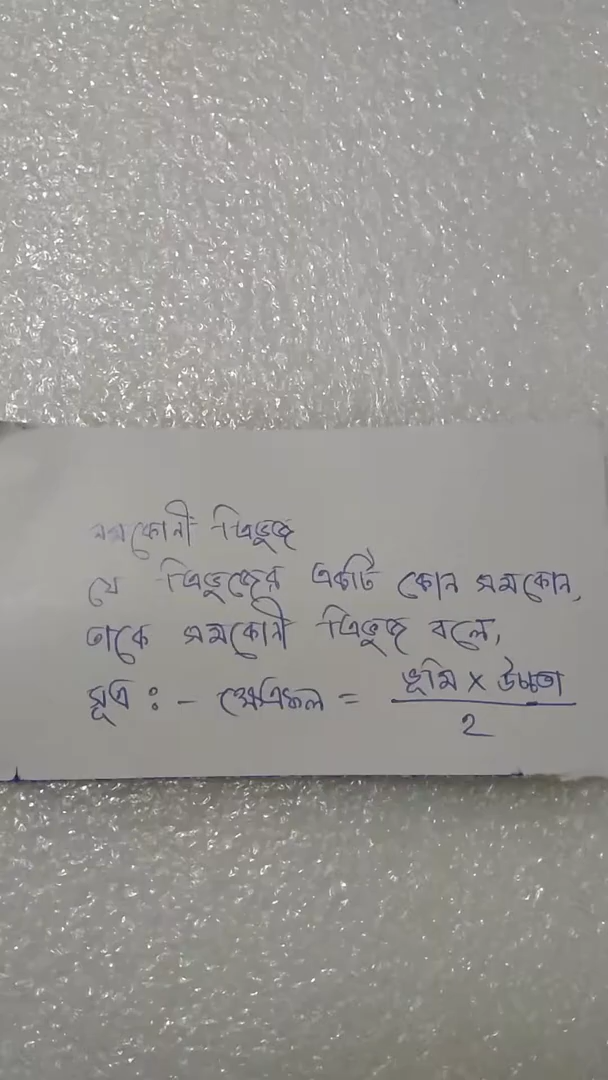 সমকোনী ত্রিভুজ
যে ত্রিভুজের একটি কোন সমকোন,
তাকে সমকোনী ত্রিভুজ বলে,
সূত্র : - ক্ষেত্রফল = ভূমি × উচ্চতা / 2